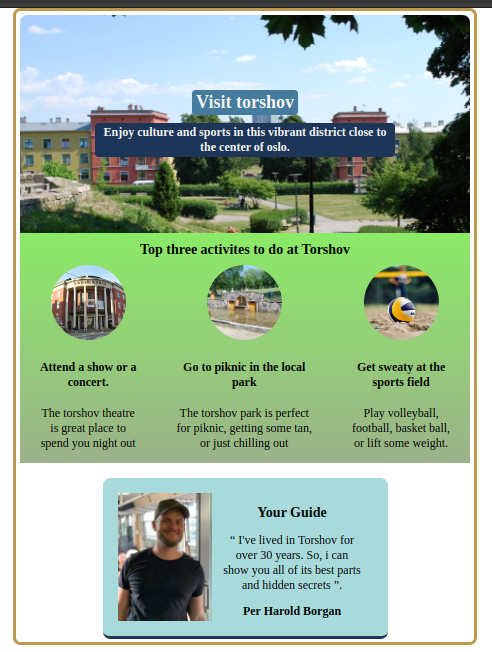 Visit torshov
Enjoy culture and sports in this vibrant district close to
the center of oslo.
Top three activites to do at Torshov
Attend a show or a
concert.
The torshov theatre
is great place to
spend you night out
Go to piknic in the local
park
The torshov park is perfect
for piknic, getting some tan,
or just chilling out
Get sweaty at the
sports field
Play volleyball,
football, basket ball,
or lift some weight.
Your Guide
“ I've lived in Torshov for
over 30 years. So, i can
show you all of its best parts
and hidden secrets ”.
Per Harold Borgan